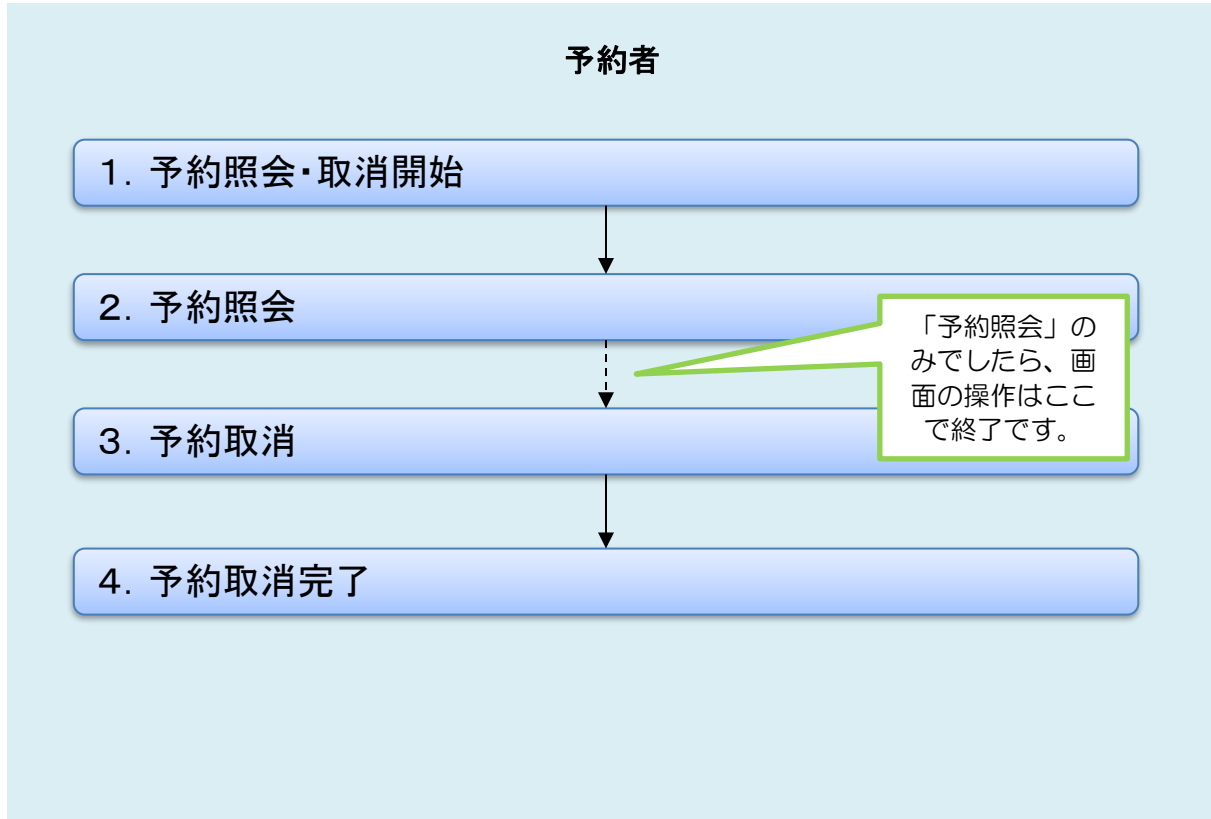 予約者
１．予約照会・取消開始
２．予約照会
「予約照会」の
みでしたら、画
面の操作はここ
で終了です。
３．予約取消
４．予約取消完了